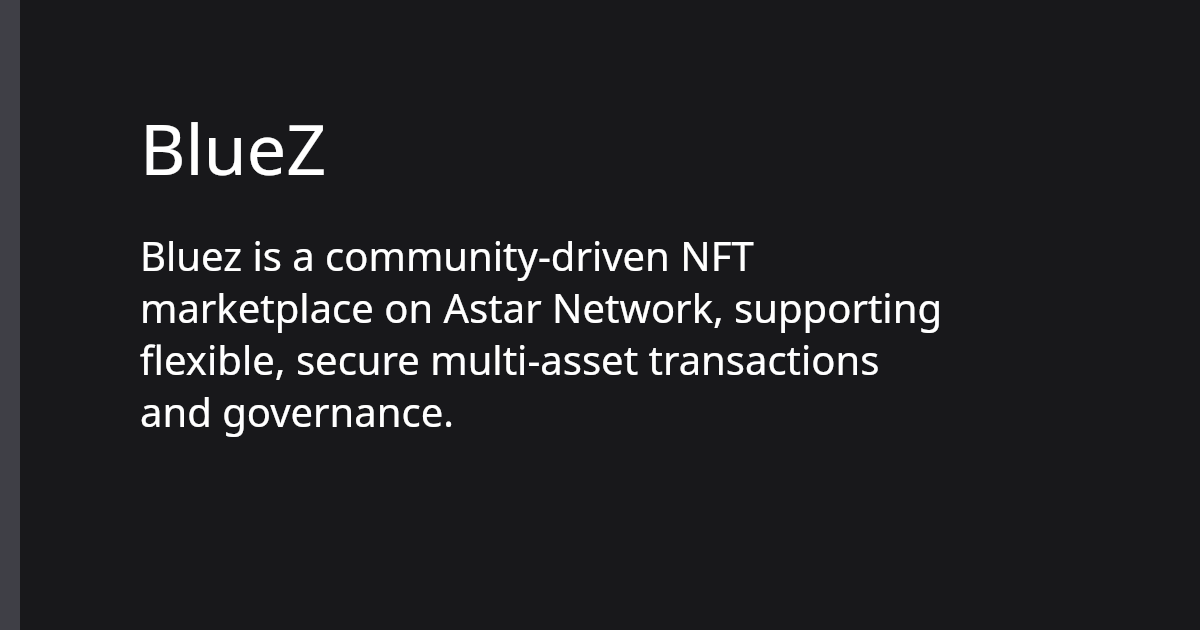 BlueZ
Bluez is a community-driven NFT
marketplace on Astar Network, supporting
flexible, secure multi-asset transactions
and governance.